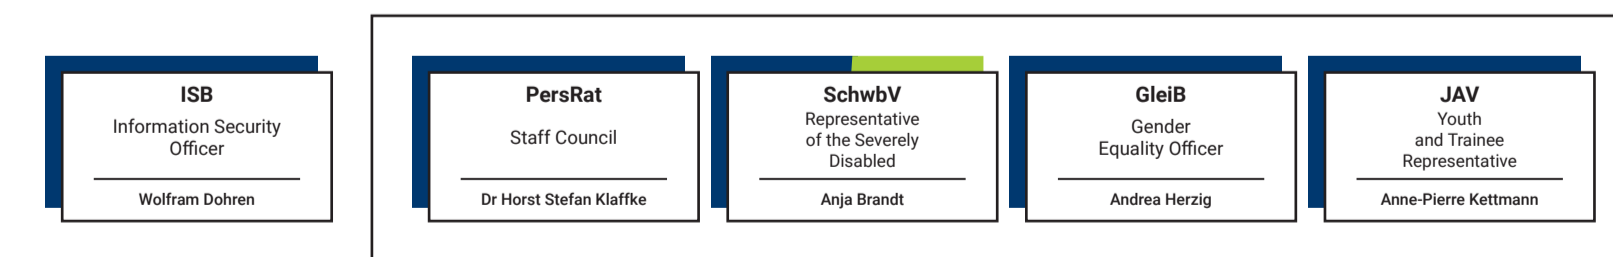 ISB
Information Security
Officer
Wolfram Dohren
PersRat
Staff Council
Dr Horst Stefan Klaffke
SchwbV
Representative
of the Severely
Disabled
Anja Brandt
GleiB
Gender
Equality Officer
Andrea Herzig
JAV
Youth
and Trainee
Representative
Anne-Pierre Kettmann